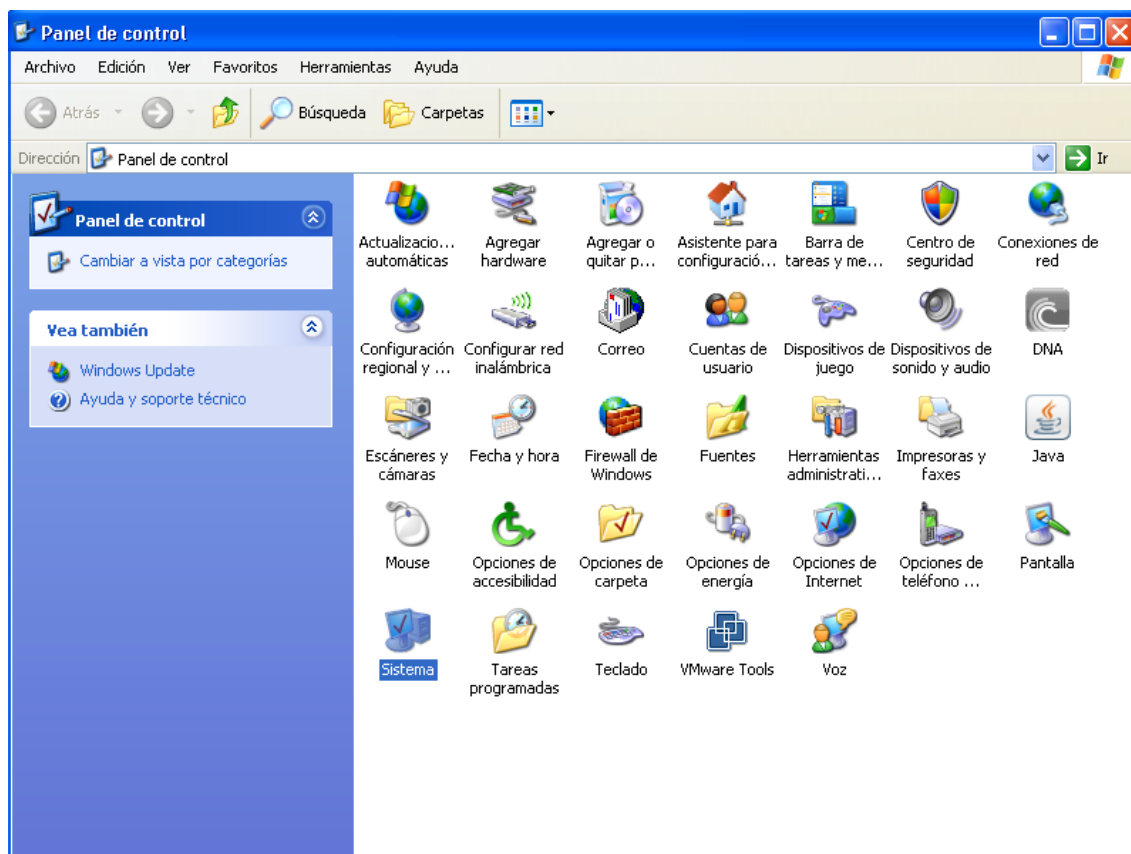 Panel de control
Archivo Edición Ver Favoritos Herramientas Ayuda
Atrás Búsqueda Carpetas
Dirección Panel de control Ir
Panel de control
Cambiar a vista por categorías
Vea también
Windows Update
Ayuda y soporte técnico
Actualizacio... Agregar Agregar o Asistente para Barra de Centro de Conexiones de
automáticas hardware quitar p... configuració... tareas y me... seguridad red
Configuración Configurar red Correo Cuentas de Dispositivos de Dispositivos de DNA
regional y ... inalámbrica usuario juego sonido y audio
Escáneres y Fecha y hora Firewall de Fuentes Herramientas Impresoras y Java
cámaras Windows administrati... faxes
Mouse Opciones de Opciones de Opciones de Opciones de Opciones de Pantalla
accesibilidad carpeta energía Internet teléfono ...
Sistema Tareas Teclado VMware Tools Voz
programadas